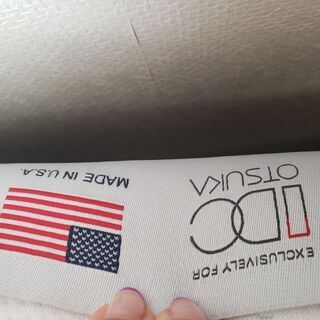 EXCLUSIVELY FOR
IDC
OTSUKA
MADE IN U.S.A.